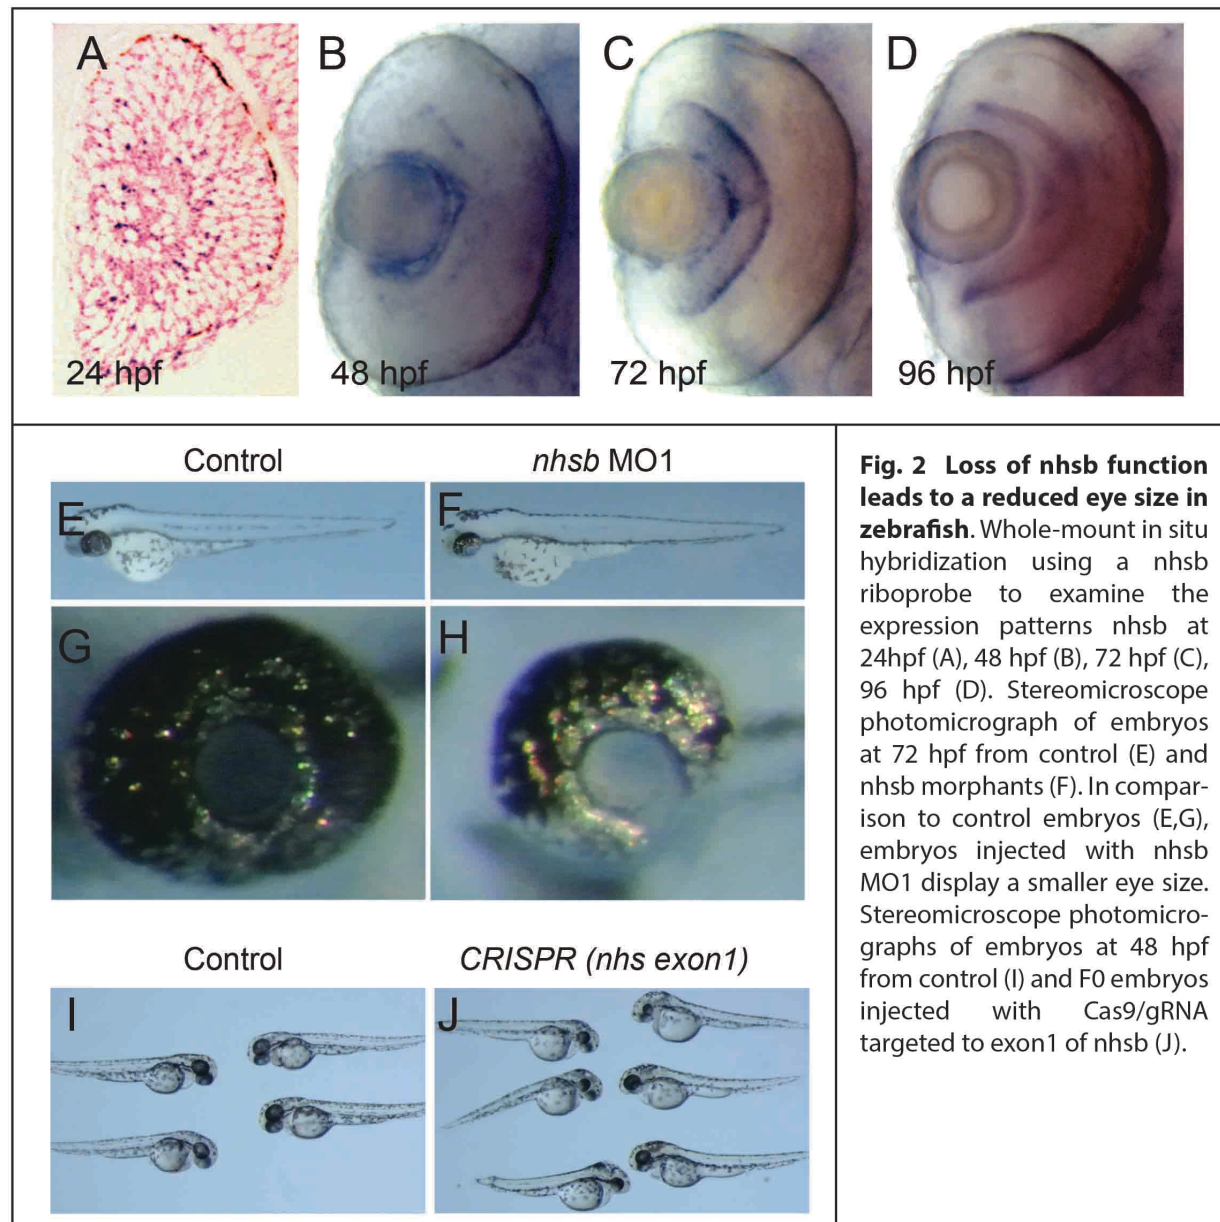 A
B
C
D
24 hpf
48 hpf
72 hpf
96 hpf
Control
nhsb MO1
E
F
G
H
Control
CRISPR (nhs exon1)
I
J
Fig. 2 Loss of nhsb function
leads to a reduced eye size in
zebrafish. Whole-mount in situ
hybridization using a nhsb
riboprobe to examine the
expression patterns nhsb at
24hpf (A), 48 hpf (B), 72 hpf (C),
96 hpf (D). Stereomicroscope
photomicrograph of embryos
at 72 hpf from control (E) and
nhsb morphants (F). In compar-
ison to control embryos (E,G),
embryos injected with nhsb
MO1 display a smaller eye size.
Stereomicroscope photomicro-
graphs of embryos at 48 hpf
from control (I) and F0 embryos
injected with Cas9/gRNA
targeted to exon1 of nhsb (J).